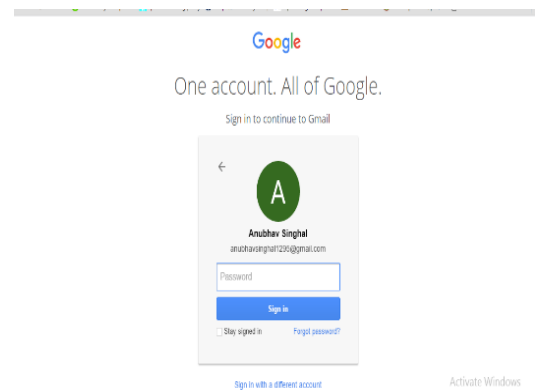 Google
One account. All of Google.
Sign in to continue to Gmail
A
Anubhav Singhal
anubhavsinghal1295@gmail.com
Password
Sign in
Stay signed in Forgot password?
Sign in with a different account
Activate Windows